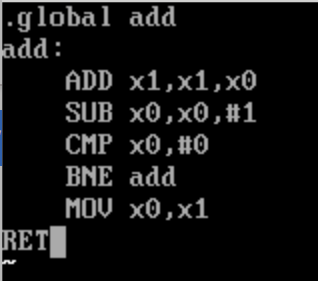 .global add
add:
ADD x1,x1,x0
SUB x0,x0,#1
CMP x0,#0
BNE add
MOV x0,x1
RET
~